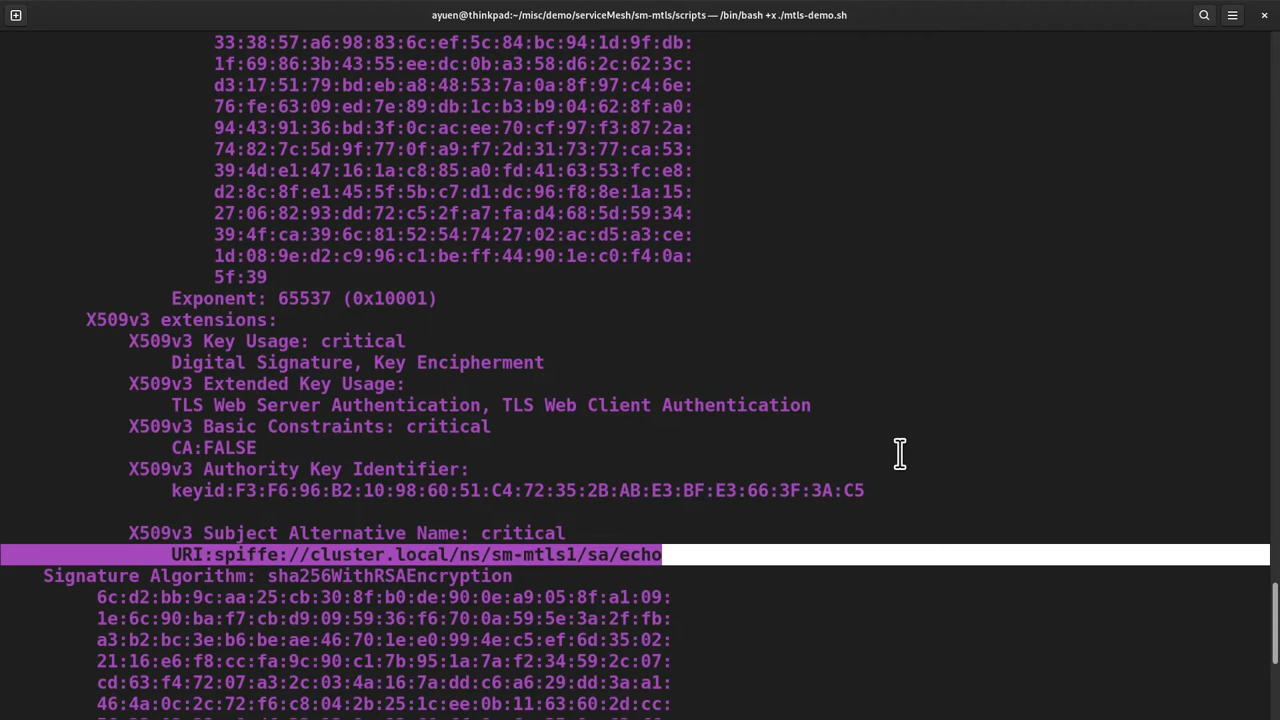 ayuen@thinkpad:~/misc/demo/serviceMesh/sm-mtls/scripts — /bin/bash +x ./mtls-demo.sh
33:38:57:a6:98:83:6c:ef:5c:84:bc:94:1d:9f:db:
1f:69:86:3b:43:55:ee:dc:0b:a3:58:d6:2c:62:3c:
d3:17:51:79:bd:eb:a8:48:53:7a:0a:8f:97:c4:6e:
76:fe:63:09:ed:7e:89:db:1c:b3:b9:04:62:8f:a0:
94:43:91:36:bd:3f:0c:ac:ee:70:cf:97:f3:87:2a:
74:82:7c:5d:9f:77:0f:a9:f7:2d:31:73:77:ca:53:
39:4d:e1:47:16:1a:c8:85:a0:fd:41:63:53:fc:e8:
d2:8c:8f:e1:45:5f:5b:c7:d1:dc:96:f8:8e:1a:15:
27:06:82:93:dd:72:c5:2f:a7:fa:d4:68:5d:59:34:
39:4f:ca:39:6c:81:52:54:74:27:02:ac:d5:a3:ce:
1d:08:9e:d2:c9:96:c1:be:ff:44:90:1e:c0:f4:0a:
5f:39
Exponent: 65537 (0x10001)
X509v3 extensions:
X509v3 Key Usage: critical
Digital Signature, Key Encipherment
X509v3 Extended Key Usage:
TLS Web Server Authentication, TLS Web Client Authentication
X509v3 Basic Constraints: critical
CA:FALSE
X509v3 Authority Key Identifier:
keyid:F3:F6:96:B2:10:98:60:51:C4:72:35:2B:AB:E3:BF:E3:66:3F:3A:C5
X509v3 Subject Alternative Name: critical
URI:spiffe://cluster.local/ns/sm-mtls1/sa/echo
Signature Algorithm: sha256WithRSAEncryption
6c:d2:bb:9c:aa:25:cb:30:8f:b0:de:90:0e:a9:05:8f:a1:09:
1e:6c:90:ba:f7:cb:d9:09:59:36:f6:70:0a:59:5e:3a:2f:fb:
a3:b2:bc:3e:b6:be:ae:46:70:1e:e0:99:4e:c5:ef:6d:35:02:
21:16:e6:f8:cc:fa:9c:90:c1:7b:95:1a:7a:f2:34:59:2c:07:
cd:63:f4:72:07:a3:2c:03:4a:16:7a:dd:c6:a6:29:dd:3a:a1:
46:4a:0c:2c:72:f6:c8:04:2b:25:1c:ee:0b:11:63:60:2d:cc: